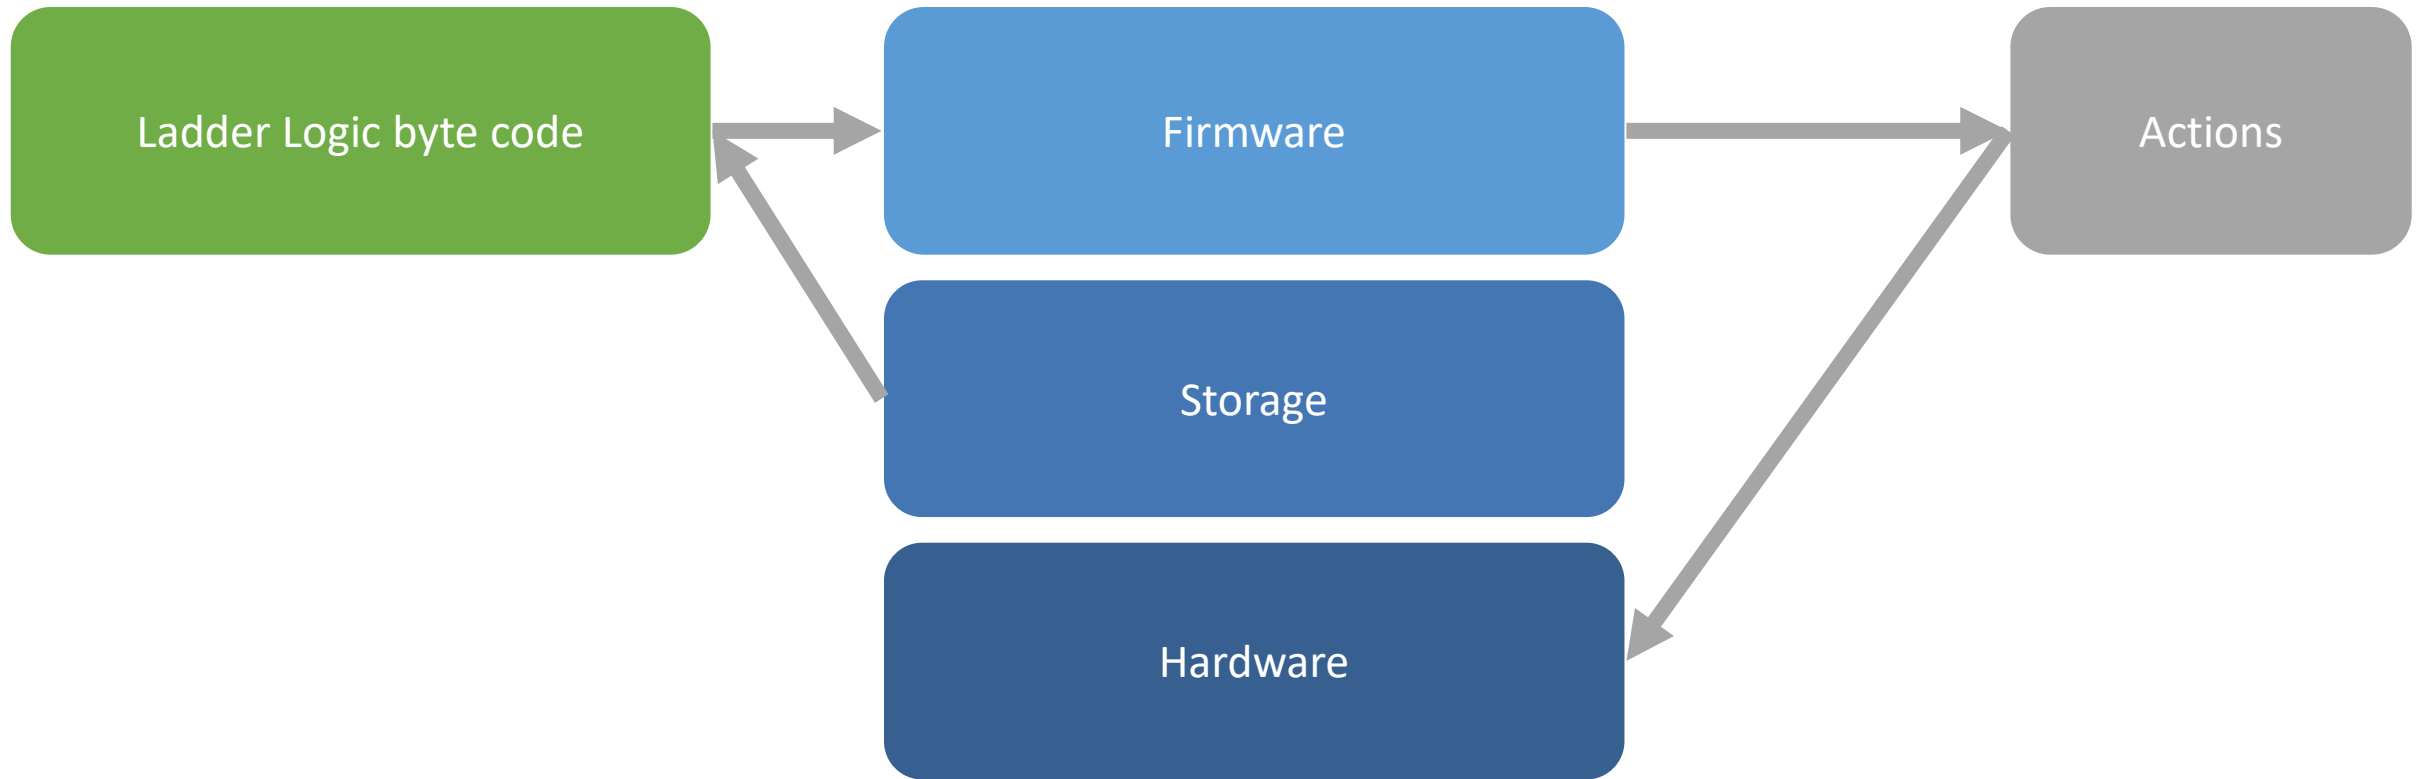 Ladder Logic byte code
Firmware
Actions
Storage
Hardware